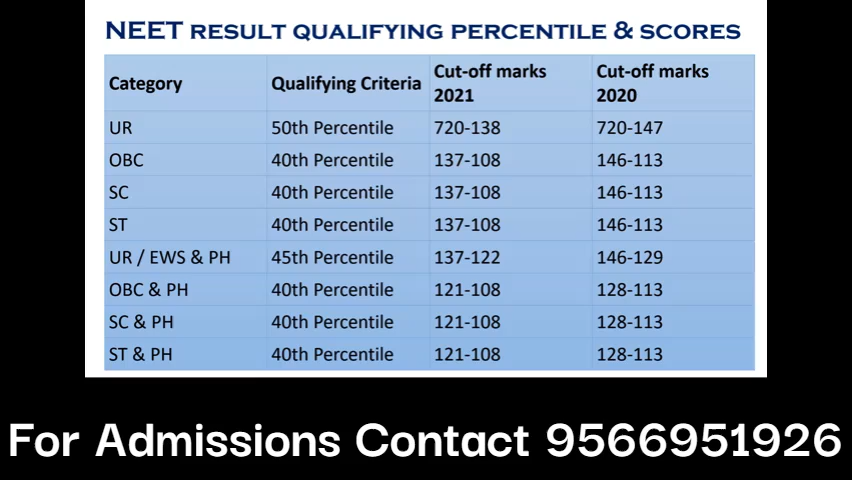 NEET RESULT QUALIFYING PERCENTILE & SCORES
Category Qualifying Criteria Cut-off marks 2021 Cut-off marks 2020
UR 50th Percentile 720-138 720-147
OBC 40th Percentile 137-108 146-113
SC 40th Percentile 137-108 146-113
ST 40th Percentile 137-108 146-113
UR / EWS & PH 45th Percentile 137-122 146-129
OBC & PH 40th Percentile 121-108 128-113
SC & PH 40th Percentile 121-108 128-113
ST & PH 40th Percentile 121-108 128-113
For Admissions Contact 9566951926